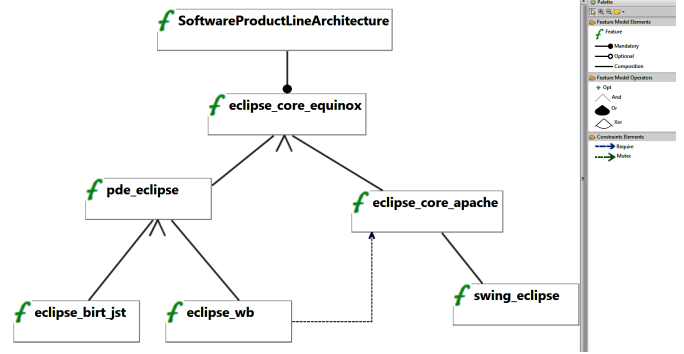 SoftwareProductLineArchitecture
eclipse_core_equinox
pde_eclipse
eclipse_core_apache
eclipse_birt_jst
eclipse_wb
swing_eclipse
Palette
Feature Model Elements
Feature
Mandatory
Optional
Composition
Feature Model Operators
Opt
And
Or
Xor
Constraints Elements
Require
Mutex